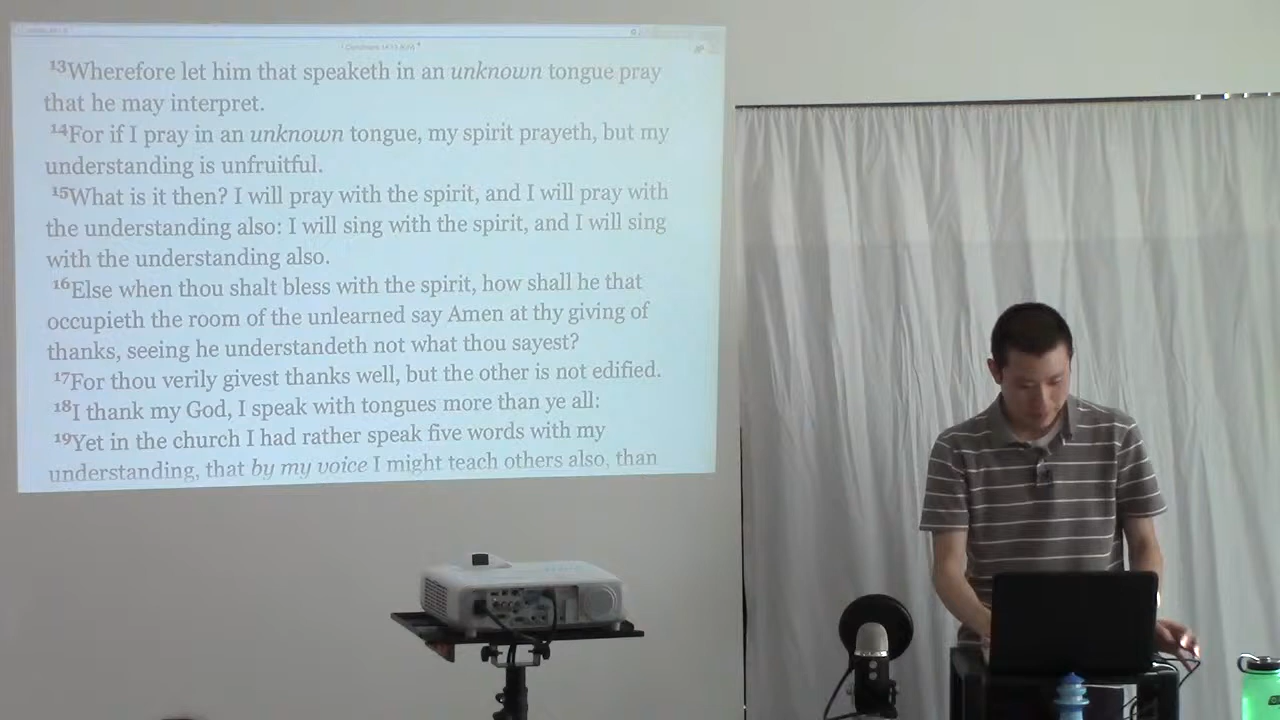 ¹³Wherefore let him that speaketh in an unknown tongue pray
that he may interpret.
¹⁴For if I pray in an unknown tongue, my spirit prayeth, but my
understanding is unfruitful.
¹⁵What is it then? I will pray with the spirit, and I will pray with
the understanding also: I will sing with the spirit, and I will sing
with the understanding also.
¹⁶Else when thou shalt bless with the spirit, how shall he that
occupieth the room of the unlearned say Amen at thy giving of
thanks, seeing he understandeth not what thou sayest?
¹⁷For thou verily givest thanks well, but the other is not edified.
¹⁸I thank my God, I speak with tongues more than ye all:
¹⁹Yet in the church I had rather speak five words with my
understanding, that by my voice I might teach others also, than